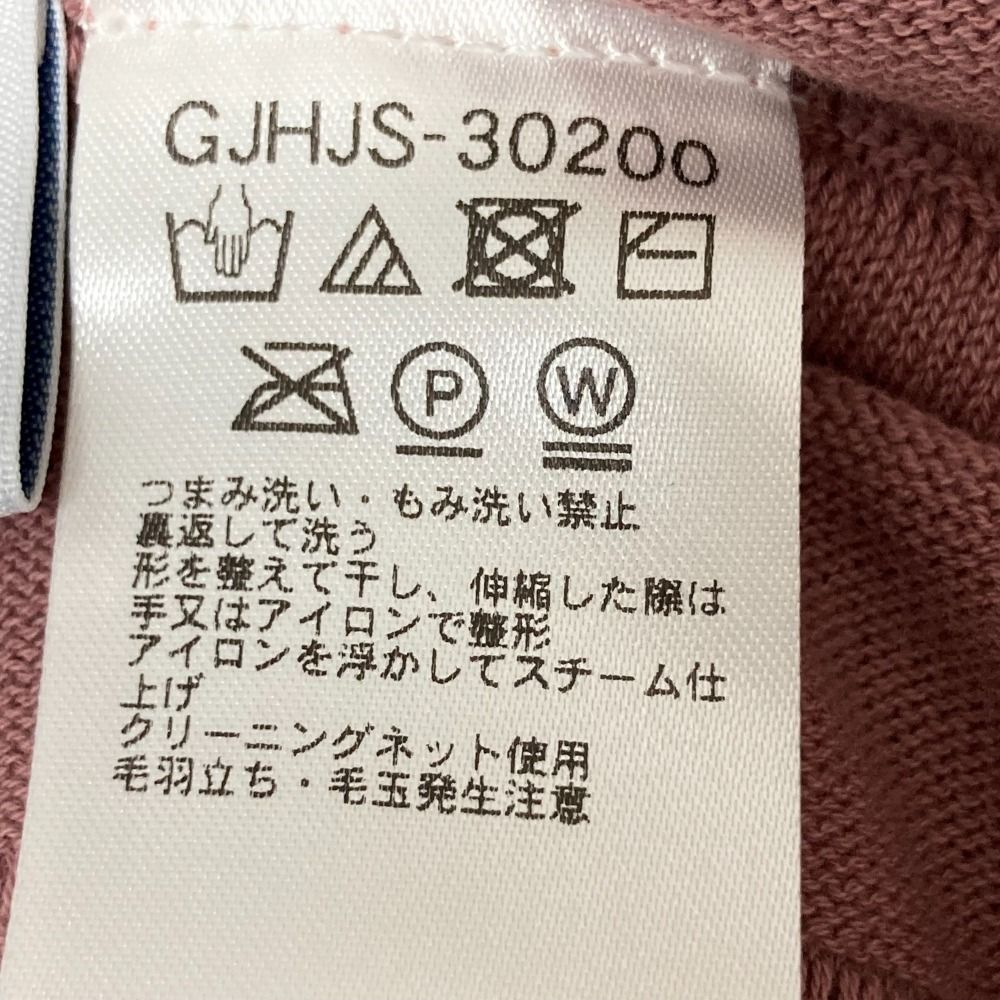 GJHJS-30200
P W
つまみ洗い・もみ洗い禁止
裏返して洗う
形を整えて干し、伸縮した際は
手又はアイロンで整形
アイロンを浮かしてスチーム仕
上げ
クリーニングネット使用
毛羽立ち・毛玉発生注意